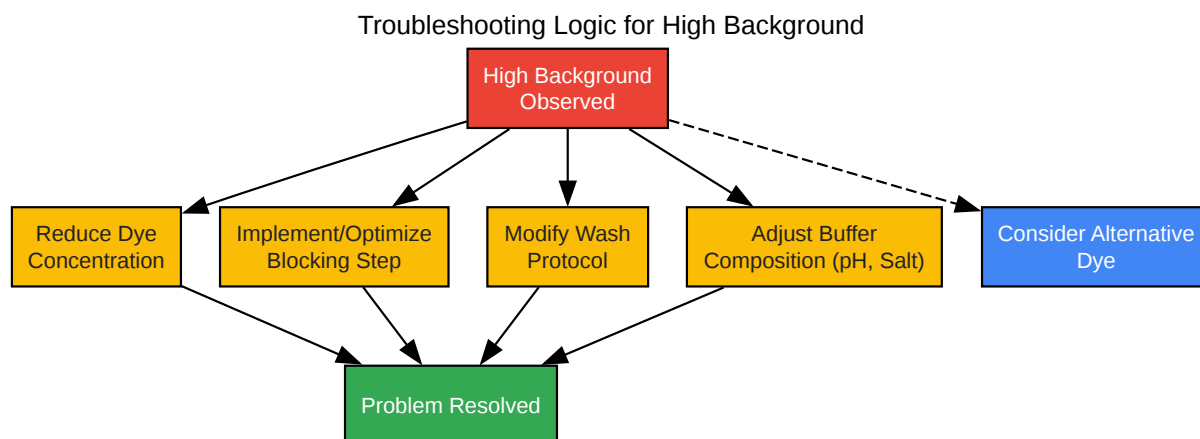 Troubleshooting Logic for High Background
High Background
Observed
Reduce Dye
Concentration
Implement/Optimize
Blocking Step
Modify Wash
Protocol
Adjust Buffer
Composition (pH, Salt)
Consider Alternative
Dye
Problem Resolved